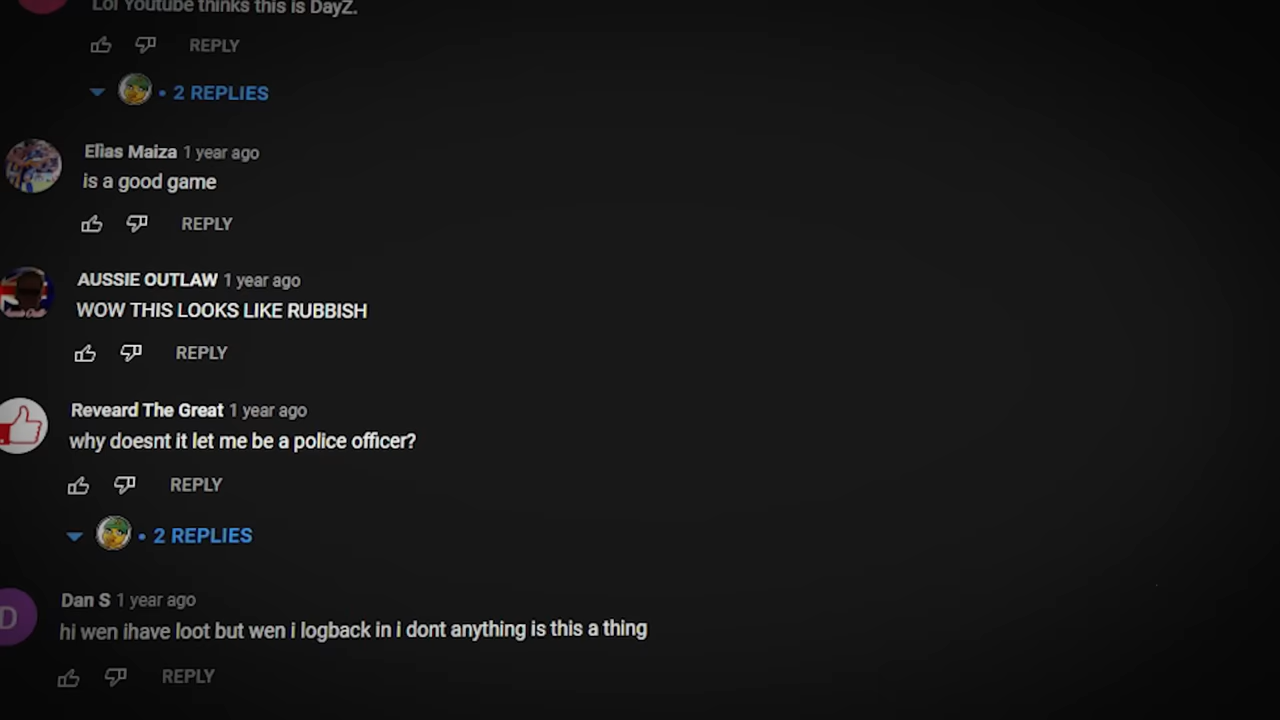 Lol Youtube thinks this is DayZ.
REPLY
• 2 REPLIES
Elias Maiza 1 year ago
is a good game
REPLY
AUSSIE OUTLAW 1 year ago
WOW THIS LOOKS LIKE RUBBISH
REPLY
Reveard The Great 1 year ago
why doesnt it let me be a police officer?
REPLY
• 2 REPLIES
D
Dan S 1 year ago
hi wen ihave loot but wen i logback in i dont anything is this a thing
REPLY